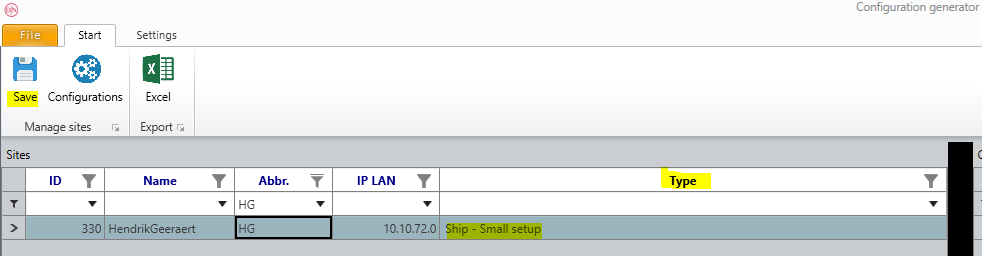 Configuration generator
File Start Settings
Save Configurations Excel
Manage sites Export
Sites
ID Name Abbr. IP LAN Type
HG
330 HendrikGeeraert HG 10.10.72.0 Ship - Small setup